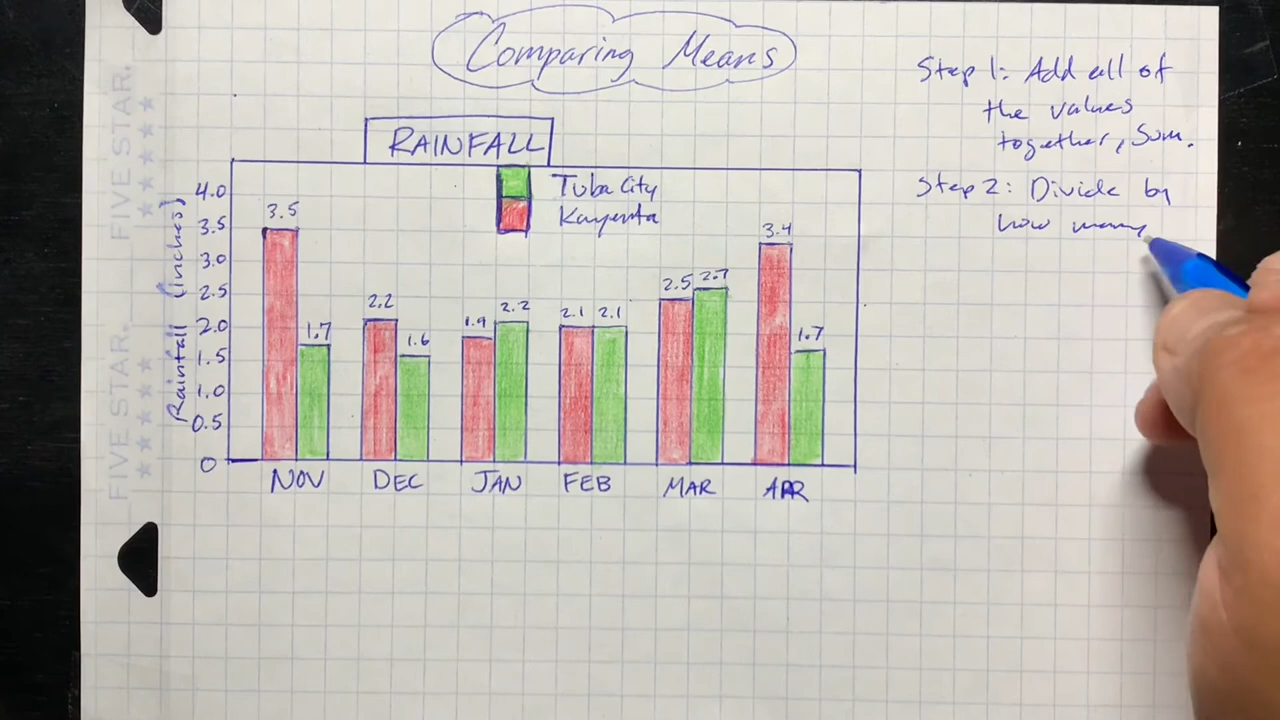 Comparing Means
Step 1: Add all of
the values
together, Sum.
Step 2: Divide by
how many
RAINFALL
Tuba City
Kayenta
Rainfall (inches)
4.0
3.5
3.0
2.5
2.0
1.5
1.0
0.5
0
3.5
1.7
2.2
1.6
1.9
2.2
2.1
2.1
2.5
2.7
3.4
1.7
NOV
DEC
JAN
FEB
MAR
APR
FIVE STAR.
FIVE STAR.